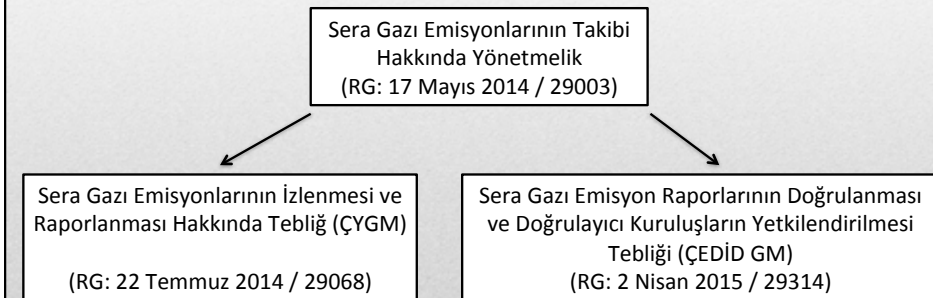 Sera Gazı Emisyonlarının Takibi
Hakkında Yönetmelik
(RG: 17 Mayıs 2014 / 29003)
Sera Gazı Emisyonlarının İzlenmesi ve
Raporlanması Hakkında Tebliğ (ÇYGM)
(RG: 22 Temmuz 2014 / 29068)
Sera Gazı Emisyon Raporlarının Doğrulanması
ve Doğrulayıcı Kuruluşların Yetkilendirilmesi
Tebliği (ÇEDİD GM)
(RG: 2 Nisan 2015 / 29314)